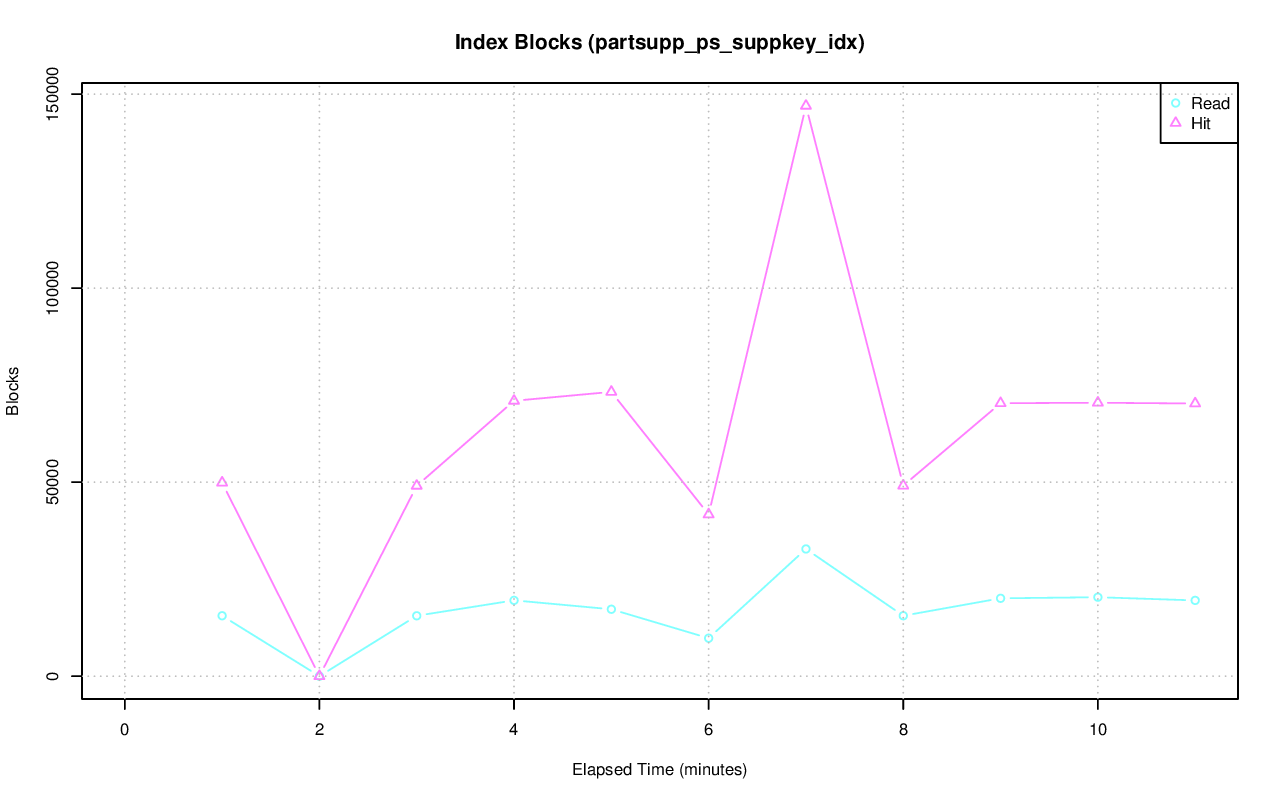 Index Blocks (partsupp_ps_suppkey_idx)
150000
100000
50000
0
Blocks
Read
Hit
0 2 4 6 8 10
Elapsed Time (minutes)